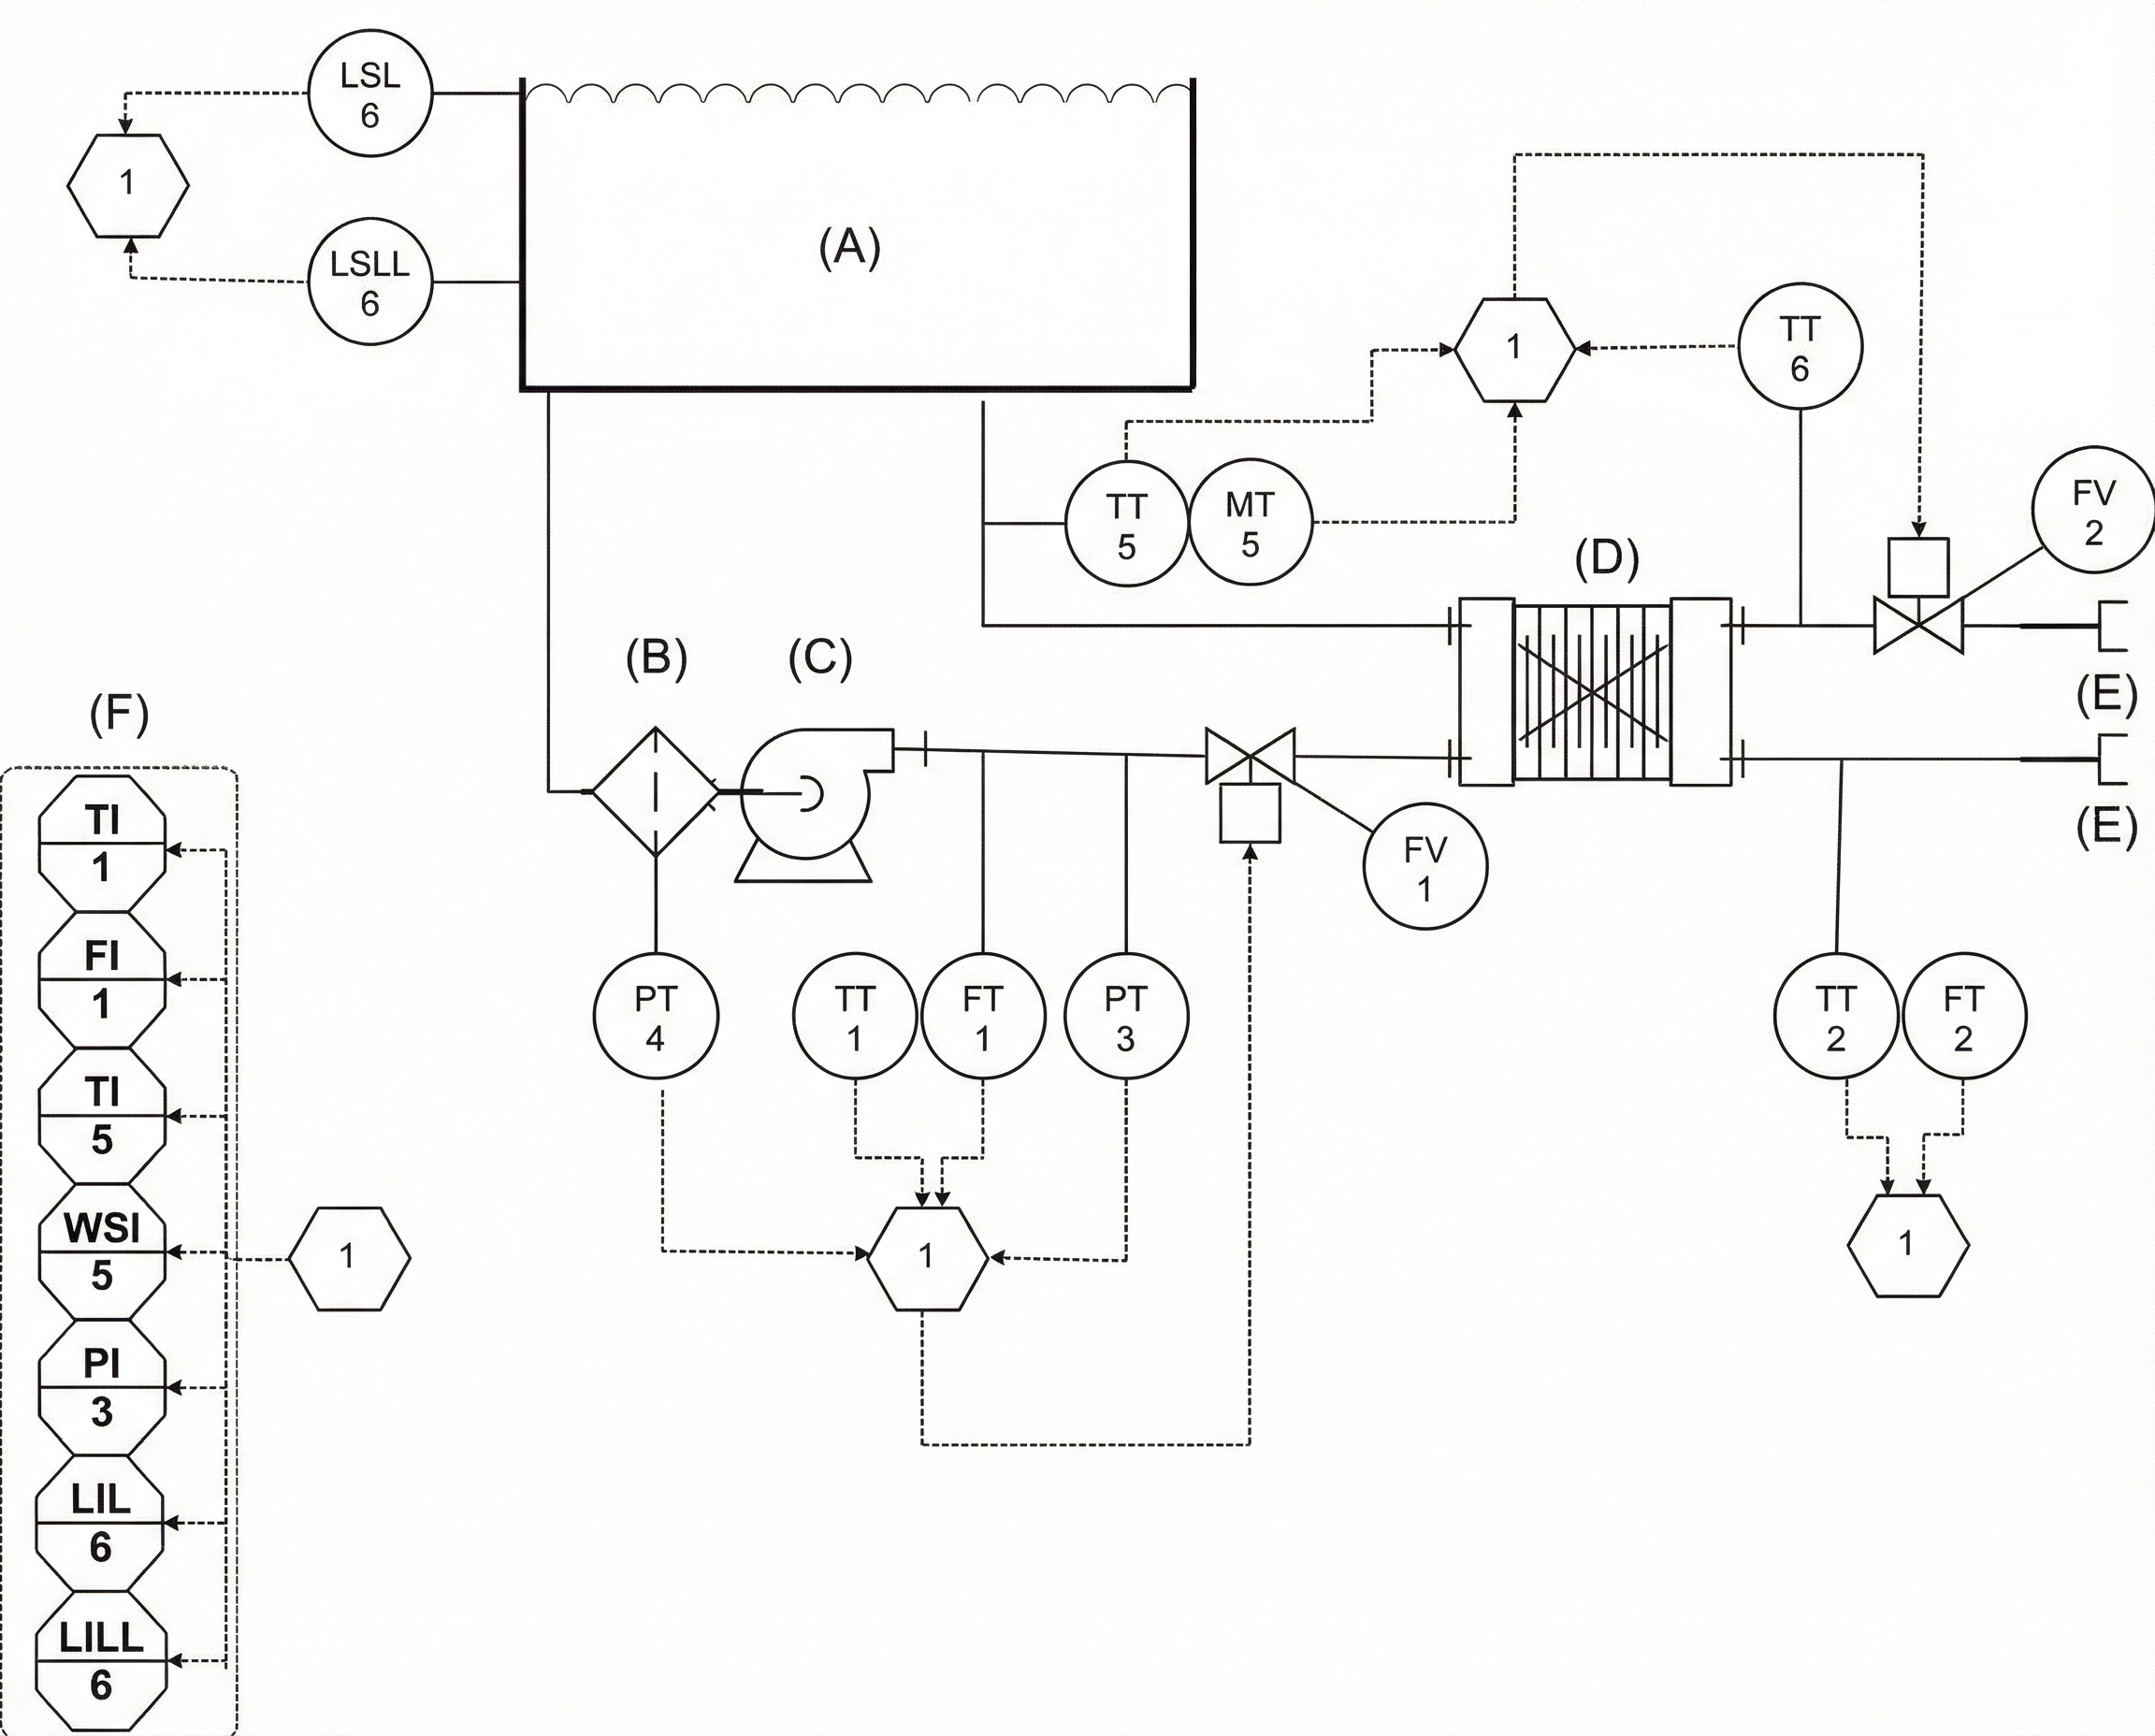 LSL
6
1
LSLL
6
(A)
1
TT
6
TT
5
MT
5
FV
2
(D)
(B)
(C)
(E)
(E)
FV
1
(F)
TI
1
FI
1
TI
5
WSI
5
PI
3
LIL
6
LILL
6
1
PT
4
TT
1
FT
1
PT
3
1
TT
2
FT
2
1